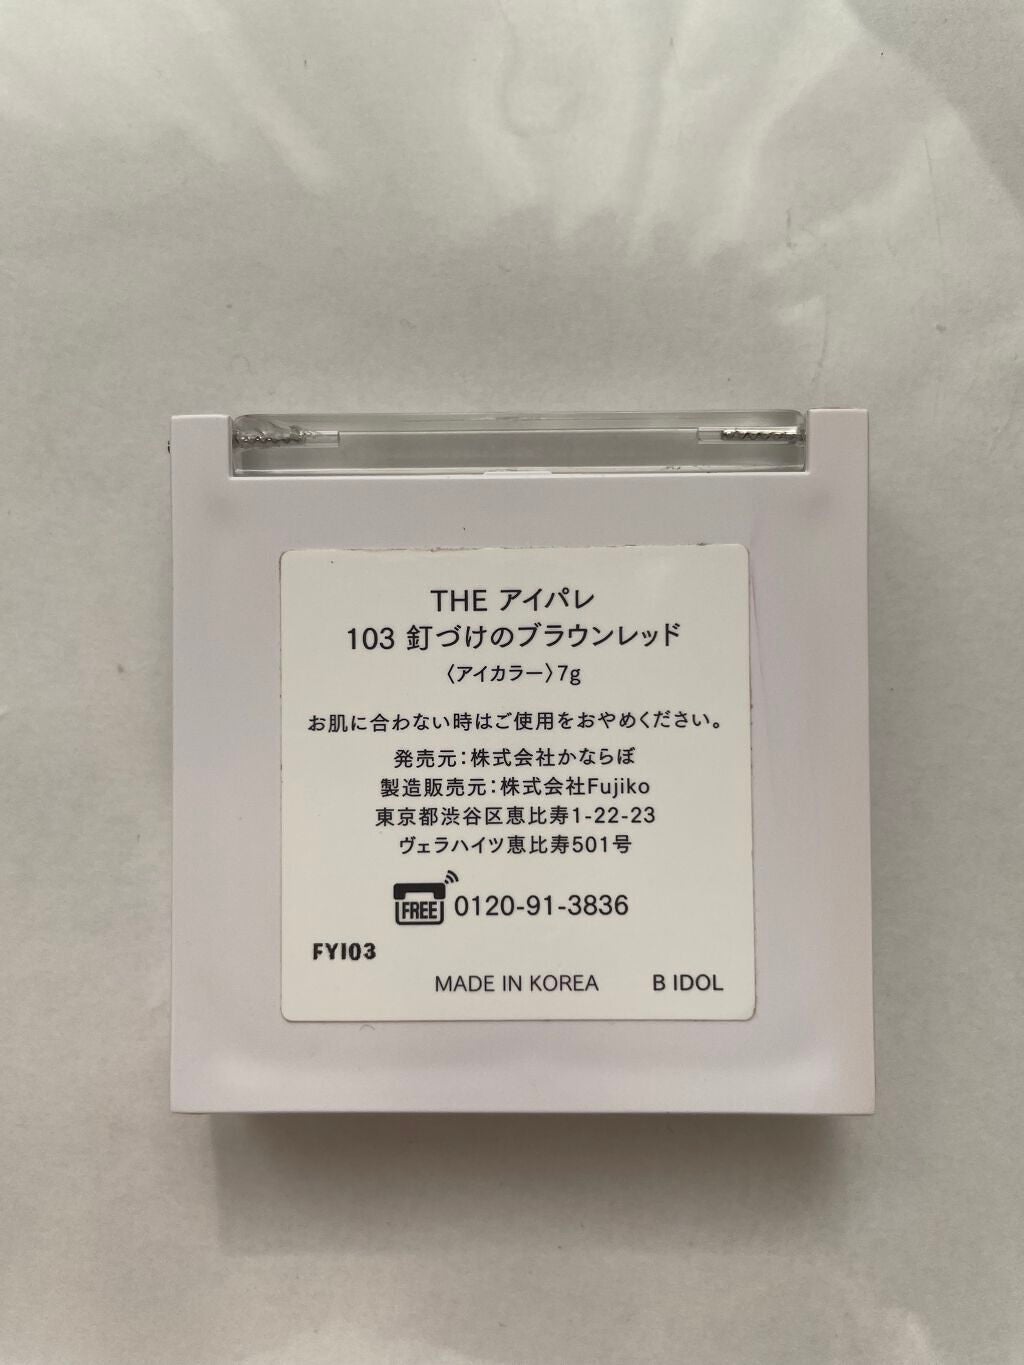 THE アイパレ
103 釘づけのブラウンレッド
〈アイカラー〉7g
お肌に合わない時はご使用をおやめください。
発売元：株式会社かならぼ
製造販売元：株式会社Fujiko
東京都渋谷区恵比寿1-22-23
ヴェラハイツ恵比寿501号
FREE 0120-91-3836
FY103
MADE IN KOREA B IDOL